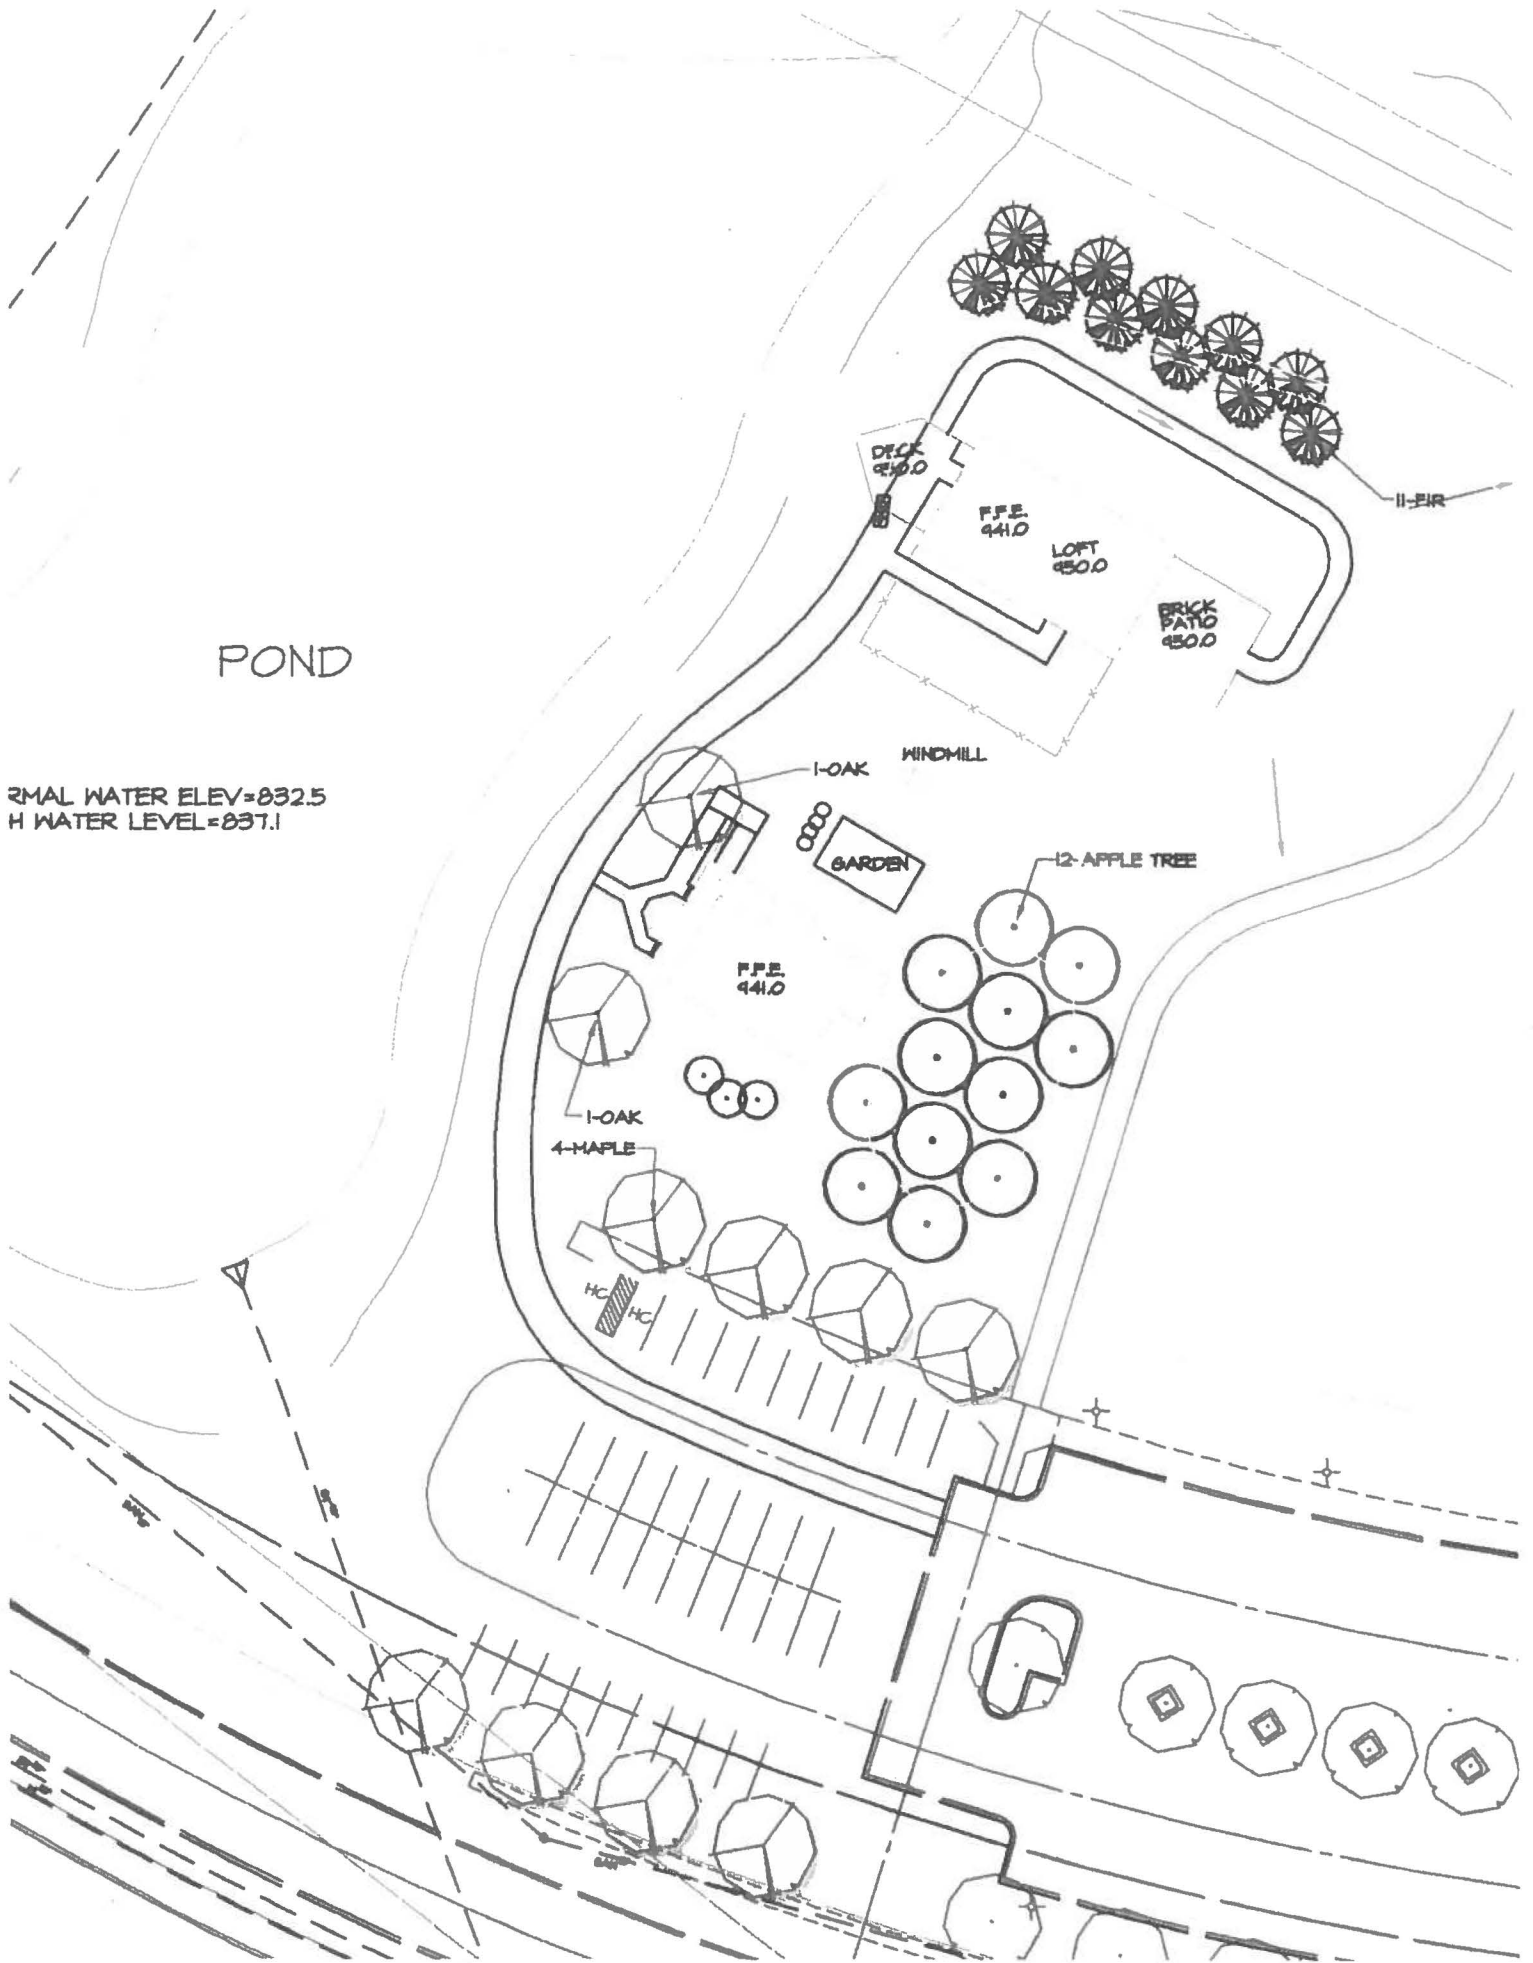 11-FIR
DECK
F.F.E.
941.0
LOFT
950.0
BRICK
PATIO
950.0
POND
WINDMILL
1-OAK
RMAL WATER ELEV=832.5
H WATER LEVEL=837.1
GARDEN
12-APPLE TREE
F.F.E.
941.0
1-OAK
4-MAPLE
HC
HC